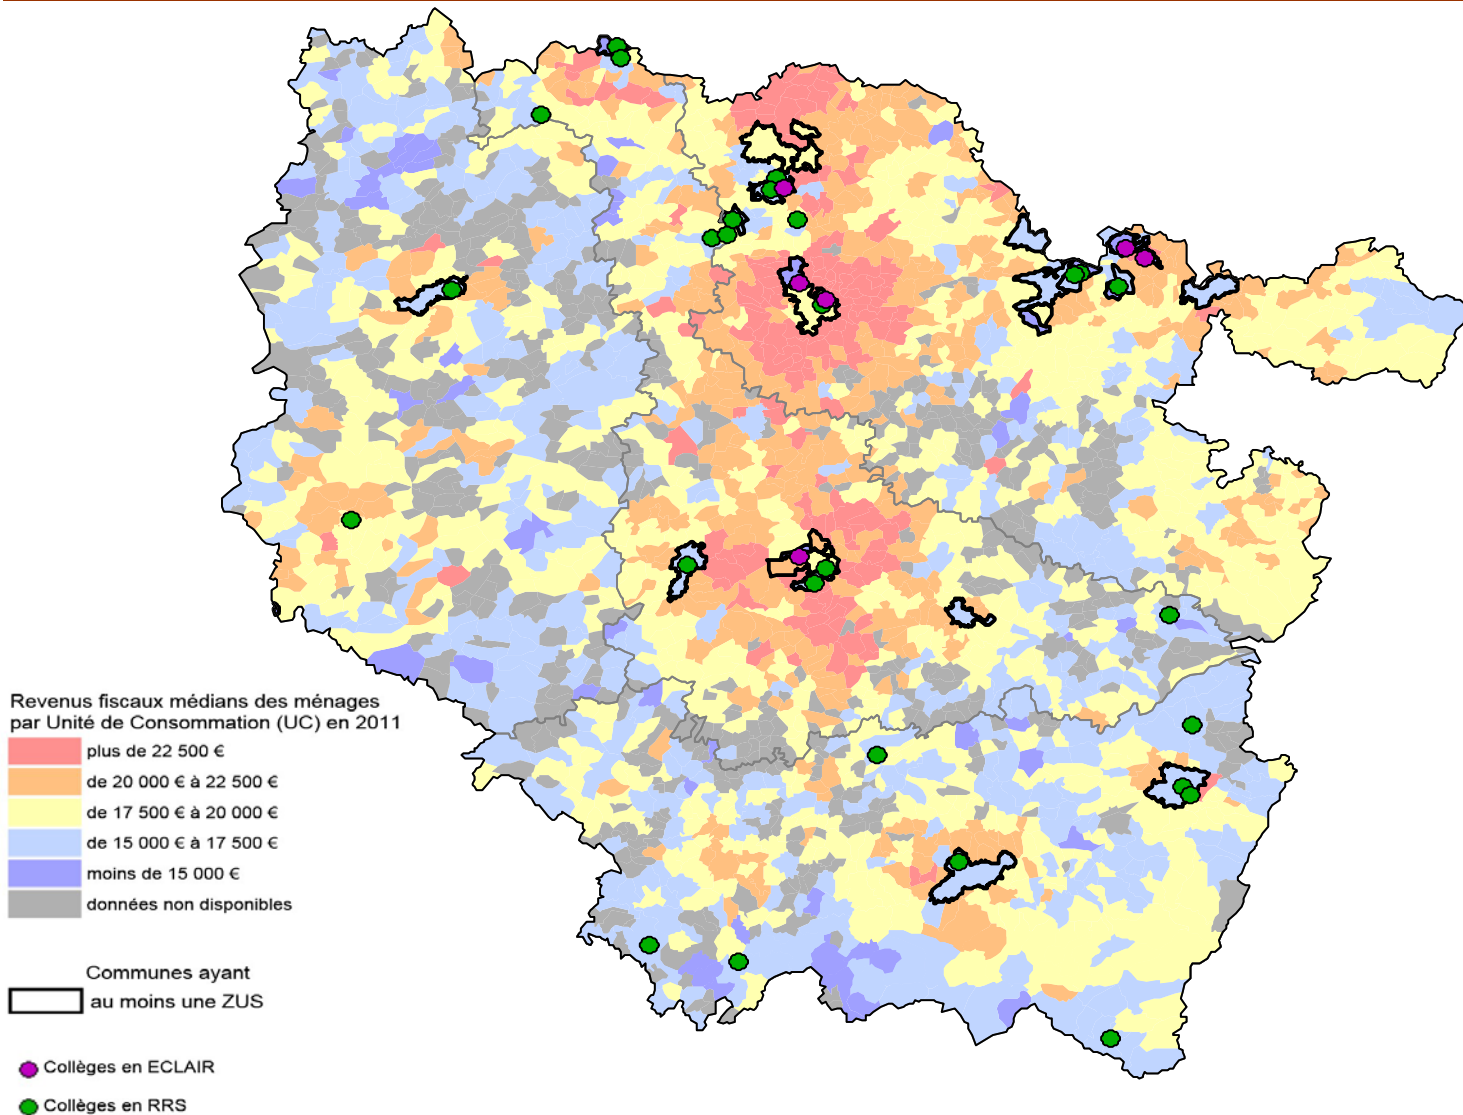 Revenus fiscaux médians des ménages
par Unité de Consommation (UC) en 2011
plus de 22 500 €
de 20 000 € à 22 500 €
de 17 500 € à 20 000 €
de 15 000 € à 17 500 €
moins de 15 000 €
données non disponibles
Communes ayant
au moins une ZUS
Collèges en ECLAIR
Collèges en RRS